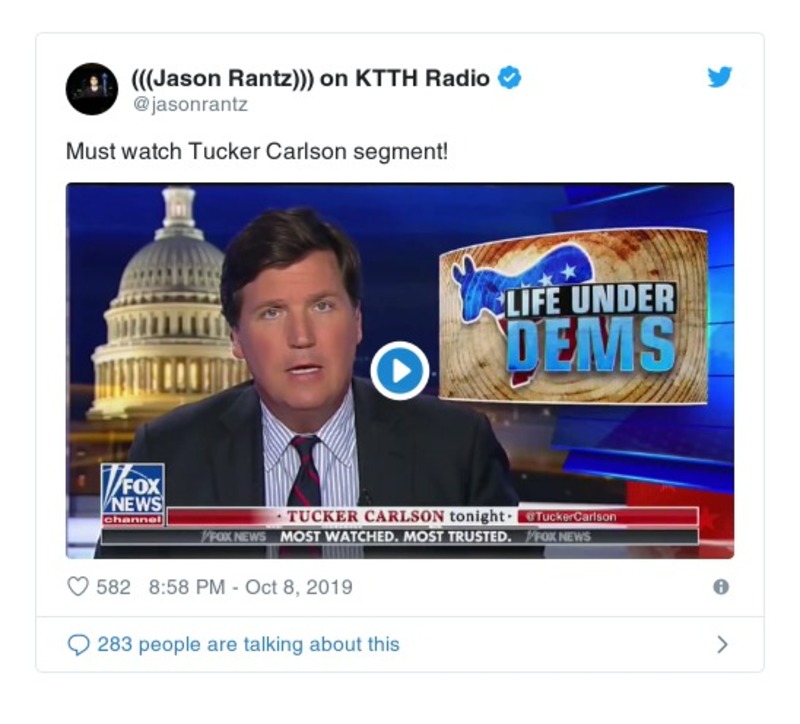 (((Jason Rantz))) on KTTH Radio
@jasonrantz
Must watch Tucker Carlson segment!
LIFE UNDER
DEMS
FOX
NEWS
channel
· TUCKER CARLSON tonight · @TuckerCarlson
FOX NEWS MOST WATCHED. MOST TRUSTED. FOX NEWS
582 8:58 PM - Oct 8, 2019
283 people are talking about this